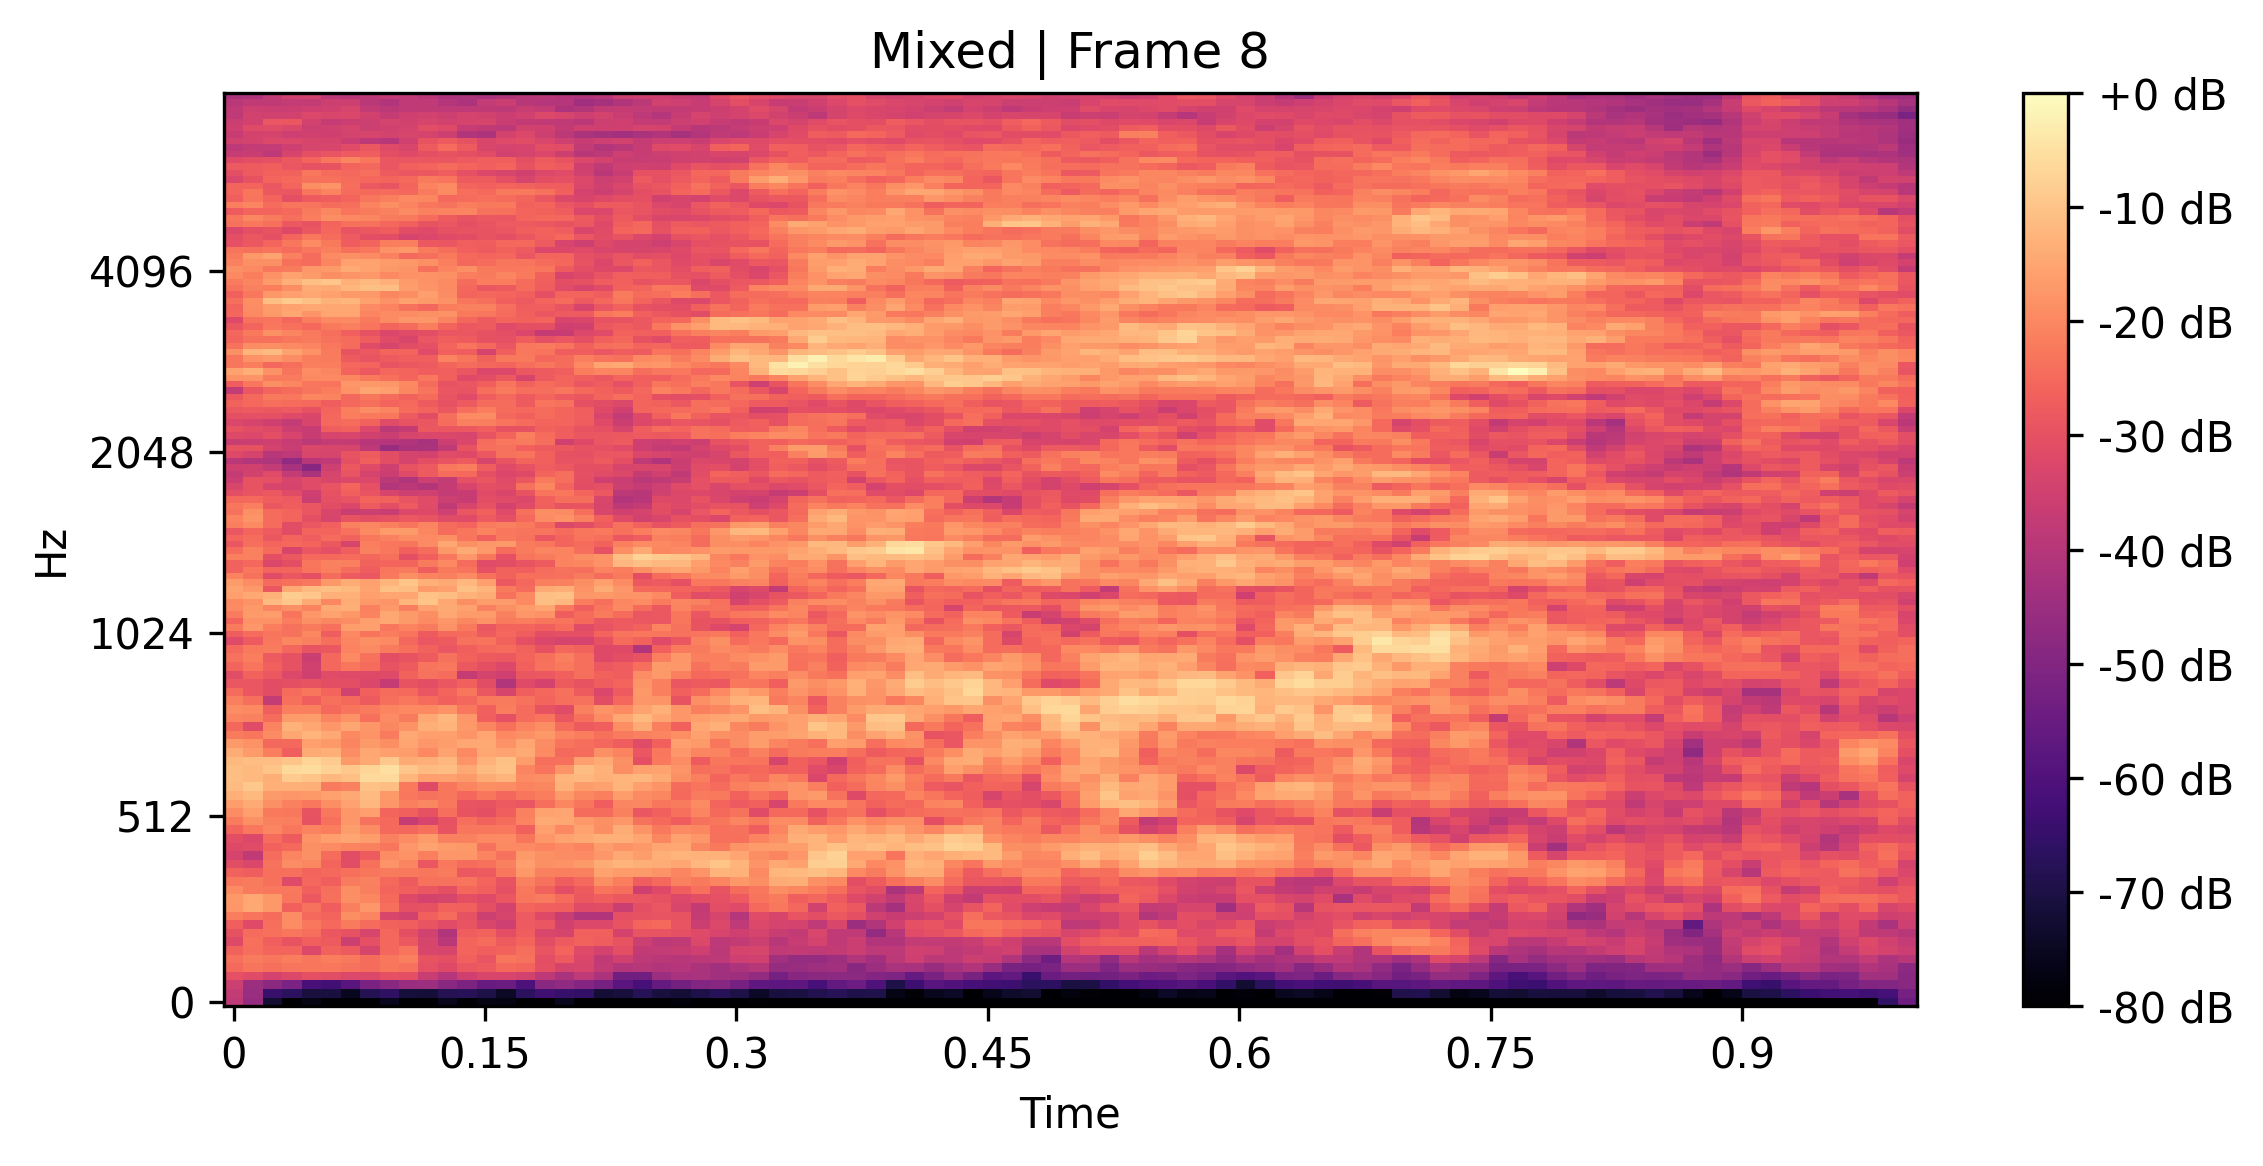 Mixed | Frame 8
Hz
4096
2048
1024
512
0
0 0.15 0.3 0.45 0.6 0.75 0.9
Time
+0 dB
-10 dB
-20 dB
-30 dB
-40 dB
-50 dB
-60 dB
-70 dB
-80 dB